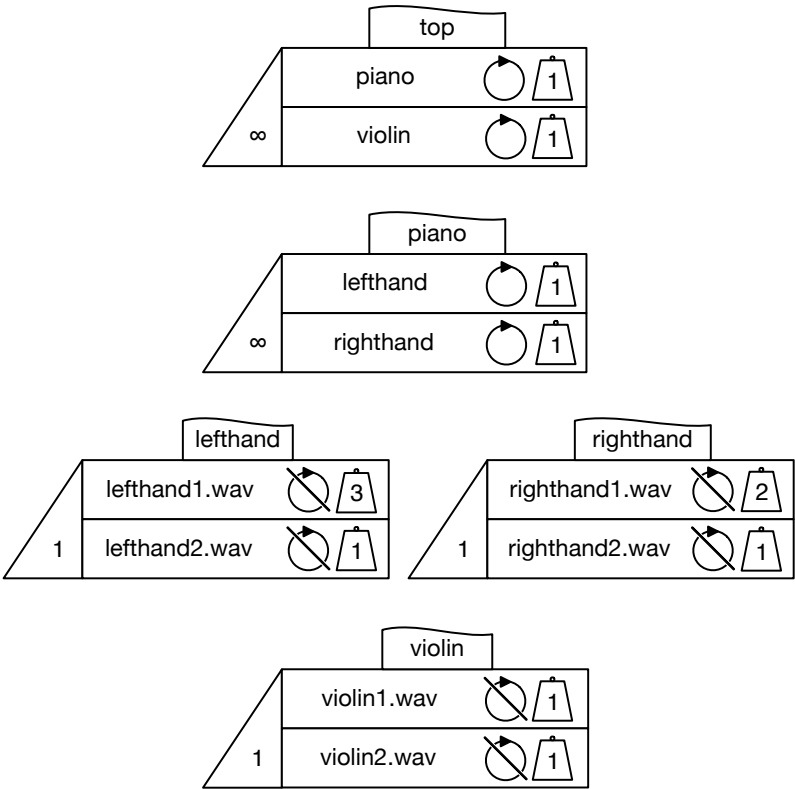 top
piano 1
∞ violin 1
piano
lefthand 1
∞ righthand 1
lefthand
lefthand1.wav 3
1 lefthand2.wav 1
righthand
righthand1.wav 2
1 righthand2.wav 1
violin
violin1.wav 1
1 violin2.wav 1